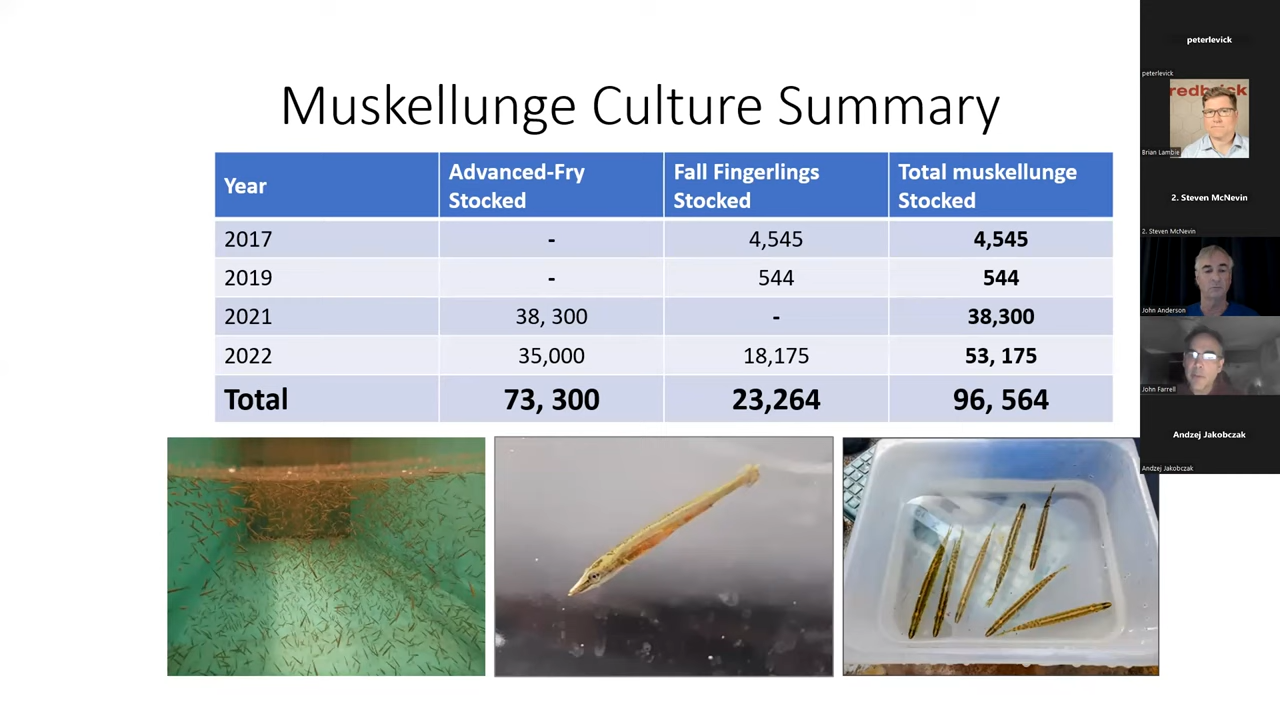 Muskellunge Culture Summary
Year
Advanced-Fry
Stocked
Fall Fingerlings
Stocked
Total muskellunge
Stocked
2017 - 4,545 4,545
2019 - 544 544
2021 38, 300 - 38,300
2022 35,000 18,175 53, 175
Total 73, 300 23,264 96, 564
peterlevick
peterlevick
redbrick
Brian Lambie
2. Steven McNevin
2. Steven McNevin
John Anderson
John Farrell
Andzej Jakobczak
Andzej Jakobczak